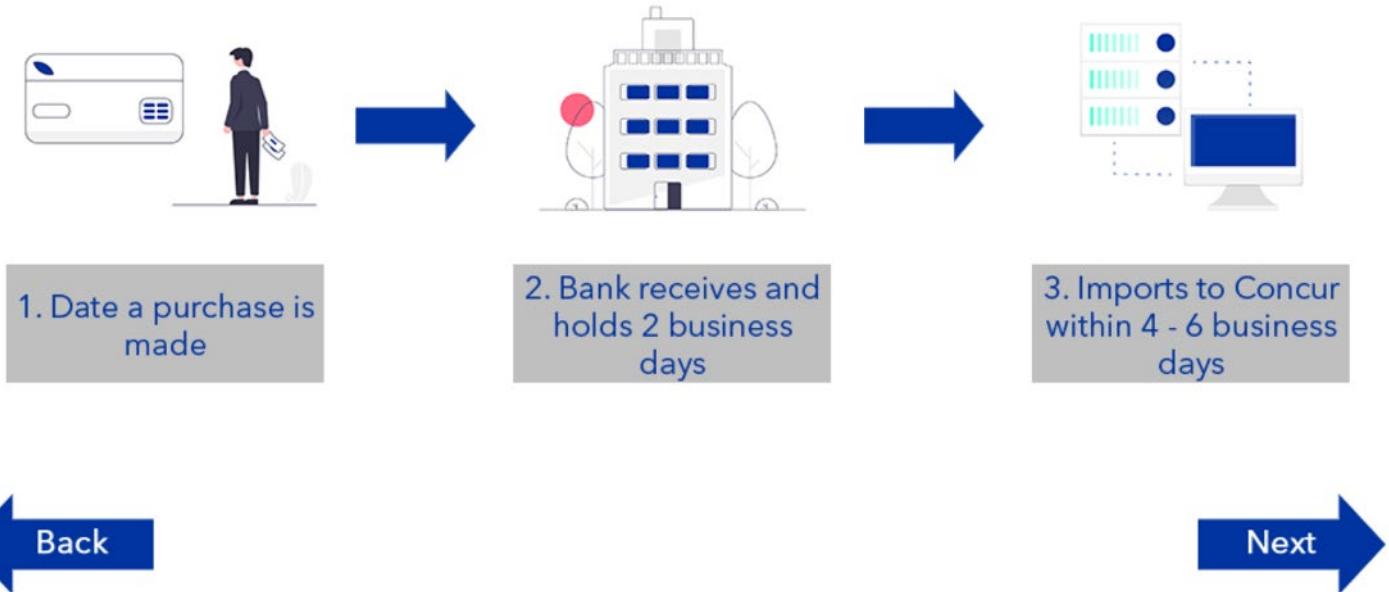 1. Date a purchase is
made
2. Bank receives and
holds 2 business
days
3. Imports to Concur
within 4 - 6 business
days
Back
Next